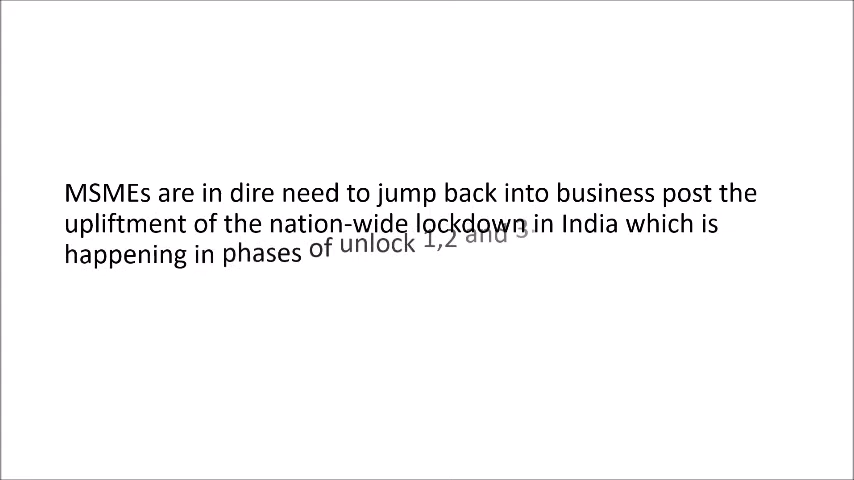 MSMEs are in dire need to jump back into business post the
upliftment of the nation-wide lockdown in India which is
happening in phases of unlock 1,2 and 3.